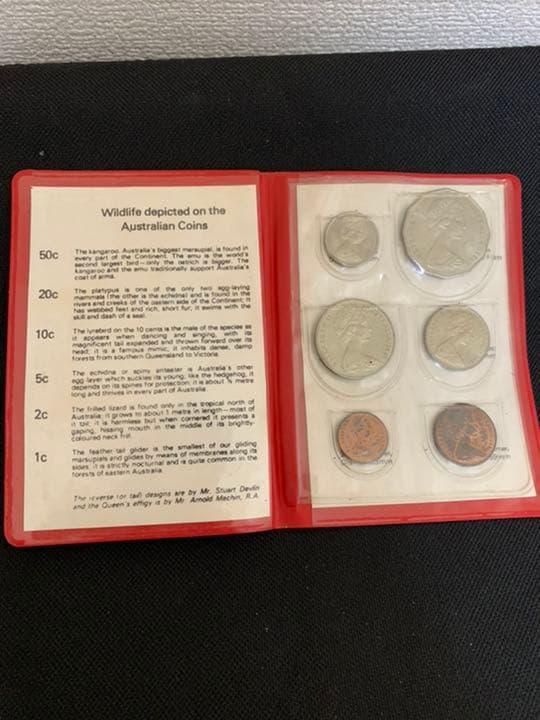 Wildlife depicted on the
Australian Coins
50c
The kangaroo, Australia's biggest marsupial, is found in
every part of the Continent. The emu is the world's
second largest bird—only the ostrich is bigger. The
kangaroo and the emu traditionally support Australia's
coat of arms.
20c
The platypus is one of the only two egg-laying
mammals (the other is the echidna) and is found in the
rivers and creeks of the eastern side of the Continent; it
has webbed feet and rich, short fur; it swims with the
skill and dash of a seal.
10c
The lyrebird on the 10 cents is the male of the species as
it appears when dancing and singing, with its
magnificent tail expanded and thrown forward over its
head; it is a famous mimic; it inhabits dense, damp
forests from southern Queensland to Victoria.
5c
The echidna or spiny anteater is Australia's other
egg layer which suckles its young; like the hedgehog, it
depends on its spines for protection; it is about ½ metre
long and thrives in every part of Australia.
2c
The frilled lizard is found only in the tropical north of
Australia; it grows to about 1 metre in length—most of
it tail; it is harmless but when cornered it presents a
gaping, hissing mouth in the middle of its brightly-
coloured neck frill.
1c
The feather tail glider is the smallest of our gliding
marsupials and glides by means of membranes along its
sides; it is strictly nocturnal and is quite common in the
forests of eastern Australia.
The reverse (or tail) designs are by Mr. Stuart Devlin
and the Queen's effigy is by Mr. Arnold Machin, R.A.